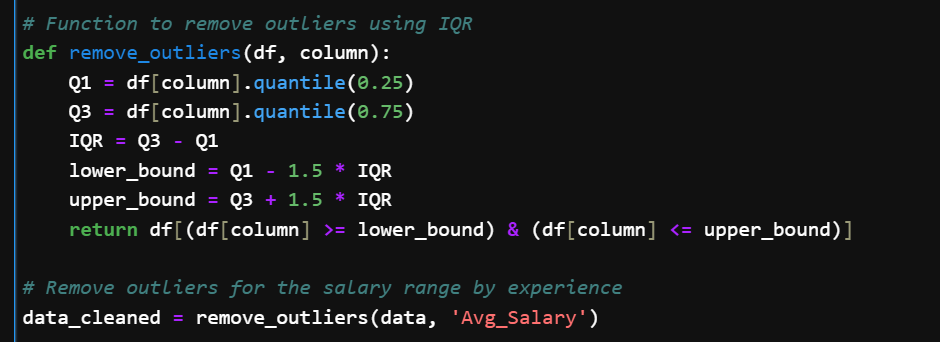 # Function to remove outliers using IQR
def remove_outliers(df, column):
    Q1 = df[column].quantile(0.25)
    Q3 = df[column].quantile(0.75)
    IQR = Q3 - Q1
    lower_bound = Q1 - 1.5 * IQR
    upper_bound = Q3 + 1.5 * IQR
    return df[(df[column] >= lower_bound) & (df[column] <= upper_bound)]

# Remove outliers for the salary range by experience
data_cleaned = remove_outliers(data, 'Avg_Salary')